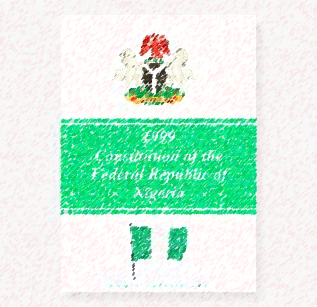 1999
Constitution of the
Federal Republic of
Nigeria